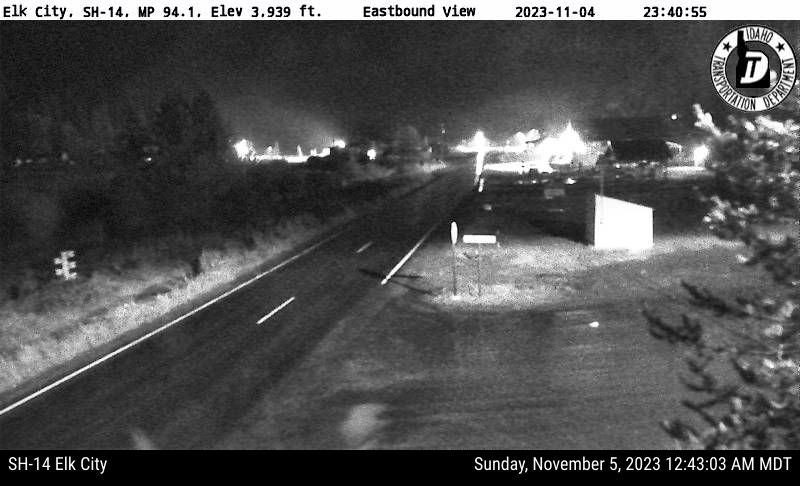 Elk City, SH-14, MP 94.1, Elev 3,939 ft. Eastbound View 2023-11-04 23:40:55
IDAHO
TRANSPORTATION DEPARTMENT
SH-14 Elk City Sunday, November 5, 2023 12:43:03 AM MDT